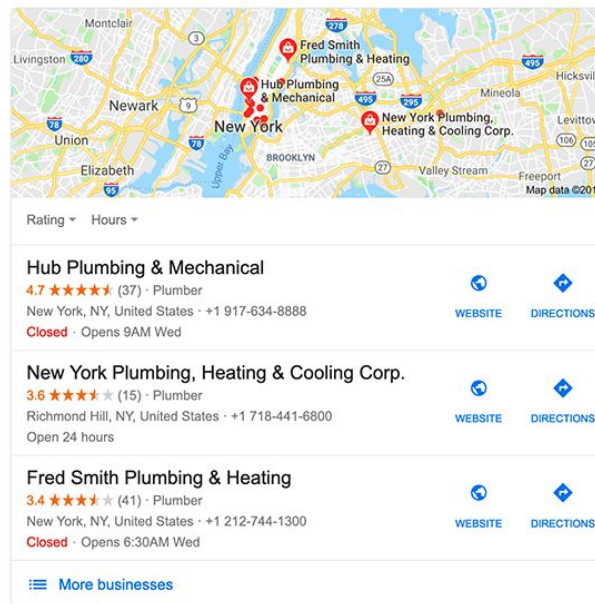 Montclair
3
278
Livingston
280
Fred Smith
Plumbing & Heating
495
25A
Hicksvil
Hub Plumbing
& Mechanical
Mineola
Newark
9
495
295
New York Plumbing,
Heating & Cooling Corp.
Levittow
78
New York
Union
78
106
BROOKLYN
Upper Bay
27
Elizabeth
Valley Stream
27
Freeport
95
Map data ©201
Rating
Hours
Hub Plumbing & Mechanical
4.7 ★★★★★ (37) · Plumber
New York, NY, United States · +1 917-634-8888
Closed · Opens 9AM Wed
WEBSITE
DIRECTIONS
New York Plumbing, Heating & Cooling Corp.
3.6 ★★★★★ (15) · Plumber
Richmond Hill, NY, United States · +1 718-441-6800
Open 24 hours
WEBSITE
DIRECTIONS
Fred Smith Plumbing & Heating
3.4 ★★★★★ (41) · Plumber
New York, NY, United States · +1 212-744-1300
Closed · Opens 6:30AM Wed
WEBSITE
DIRECTIONS
More businesses